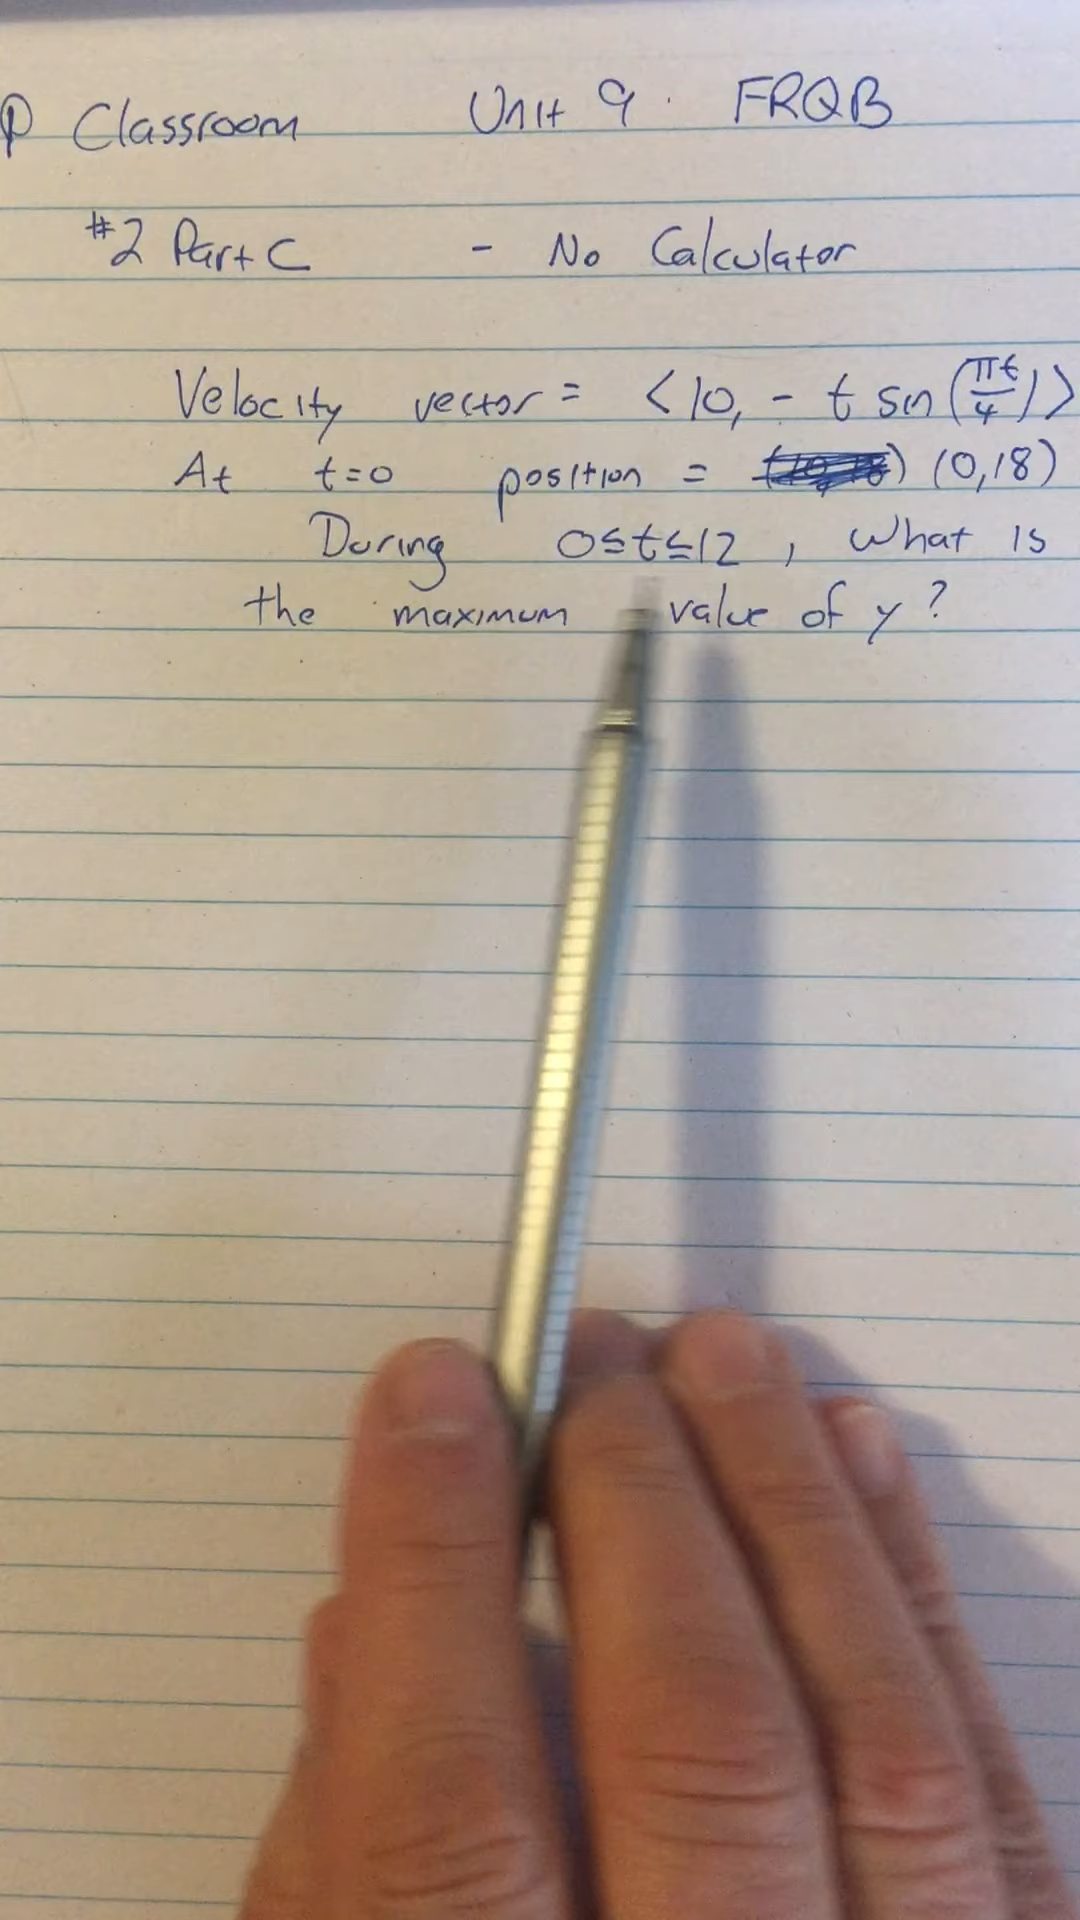 P Classroom Unit 9. FRQB
#2 Part C - No Calculator
Velocity vector = <10, - t sin(πt/4)>
At t=0 position = ) (0,18)
During 0≤t≤12, What is
the maximum value of y?